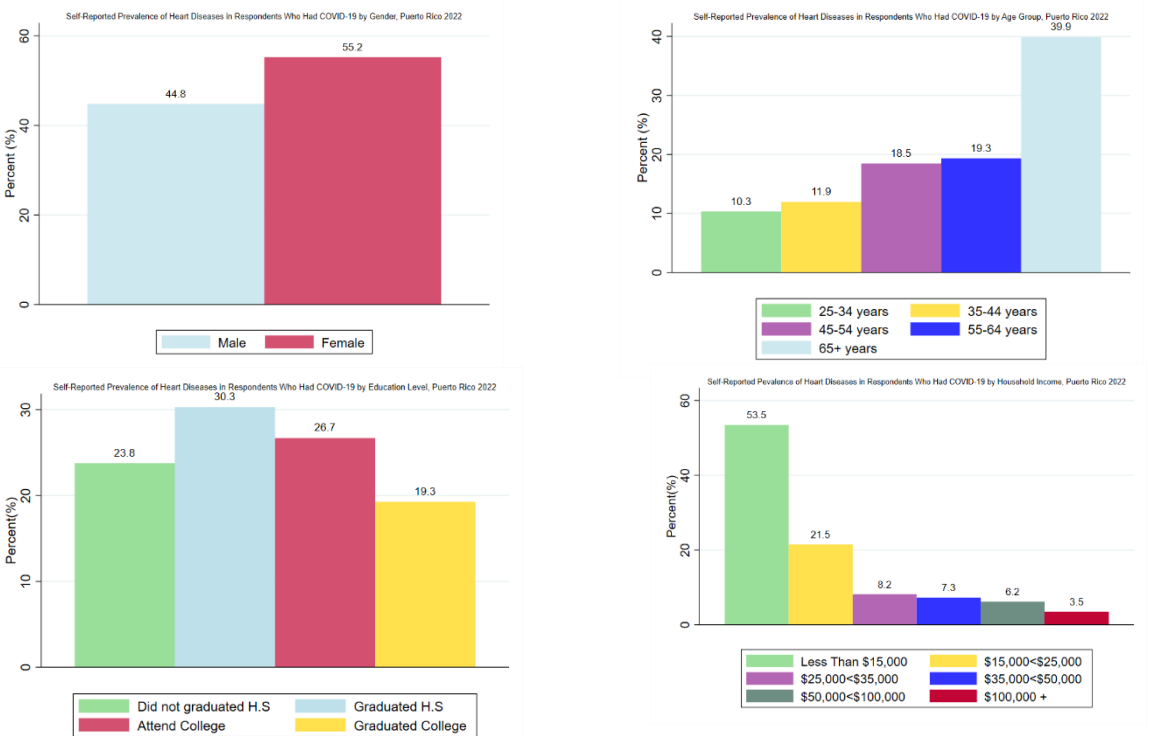 Self-Reported Prevalence of Heart Diseases in Respondents Who Had COVID-19 by Gender, Puerto Rico 2022
Percent (%)
60
40
20
0
44.8
55.2
Male Female
Self-Reported Prevalence of Heart Diseases in Respondents Who Had COVID-19 by Age Group, Puerto Rico 2022
Percent (%)
40
30
20
10
0
10.3
11.9
18.5
19.3
39.9
25-34 years 35-44 years
45-54 years 55-64 years
65+ years
Self-Reported Prevalence of Heart Diseases in Respondents Who Had COVID-19 by Education Level, Puerto Rico 2022
Percent(%)
30
20
10
0
23.8
30.3
26.7
19.3
Did not graduated H.S Graduated H.S
Attend College Graduated College
Self-Reported Pevalence of Heart Diseases in Respondents Who Had COVID-19 by Household Income, Puerto Rico 2022
Percent(%)
60
40
20
0
53.5
21.5
8.2
7.3
6.2
3.5
Less Than $15,000 $15,000<$25,000
$25,000<$35,000 $35,000<$50,000
$50,000<$100,000 $100,000 +